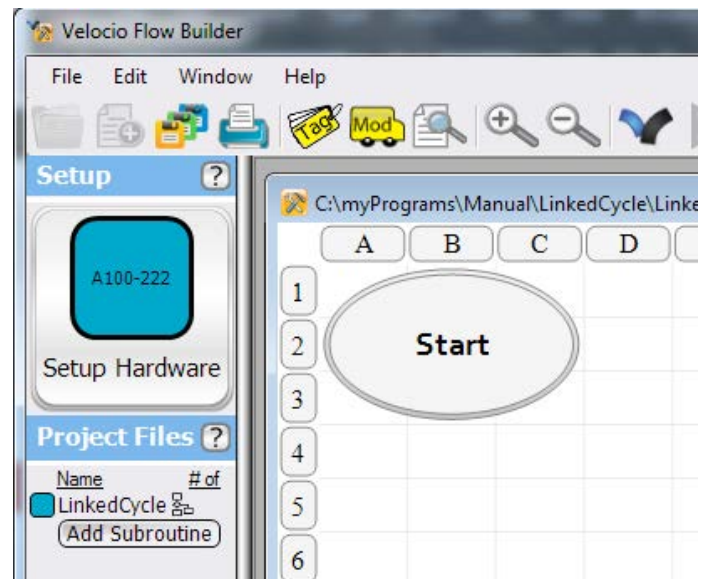 Velocio Flow Builder
File Edit Window Help
Tags Mod
Setup ?
A100-222
Setup Hardware
Project Files ?
Name # of
LinkedCycle
Add Subroutine
C:\myPrograms\Manual\LinkedCycle\Linke
A B C D
1
2
3
4
5
6
Start